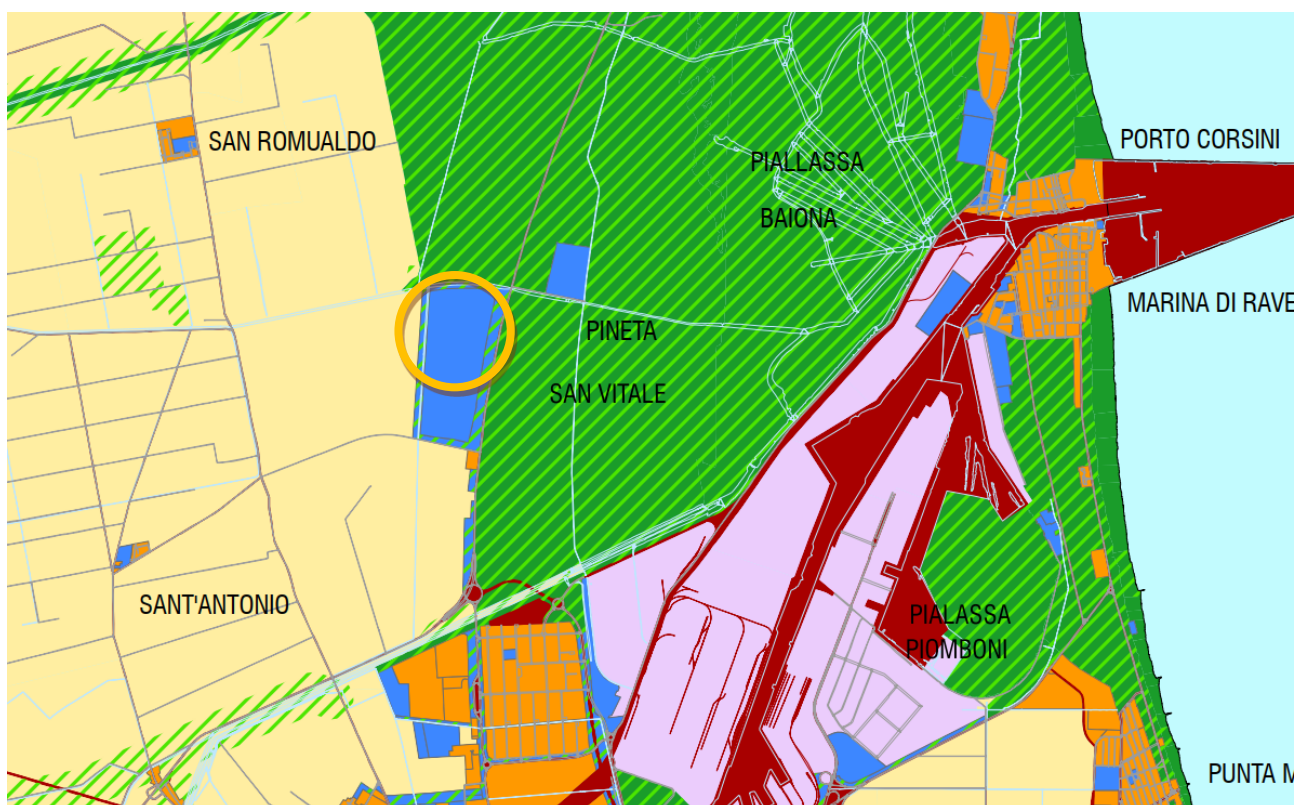 SAN ROMUALDO
PIALLASSA
BAIONA
PORTO CORSINI
MARINA DI RAVE
PINETA
SAN VITALE
SANT'ANTONIO
PIALASSA
PIOMBONI
PUNTA M